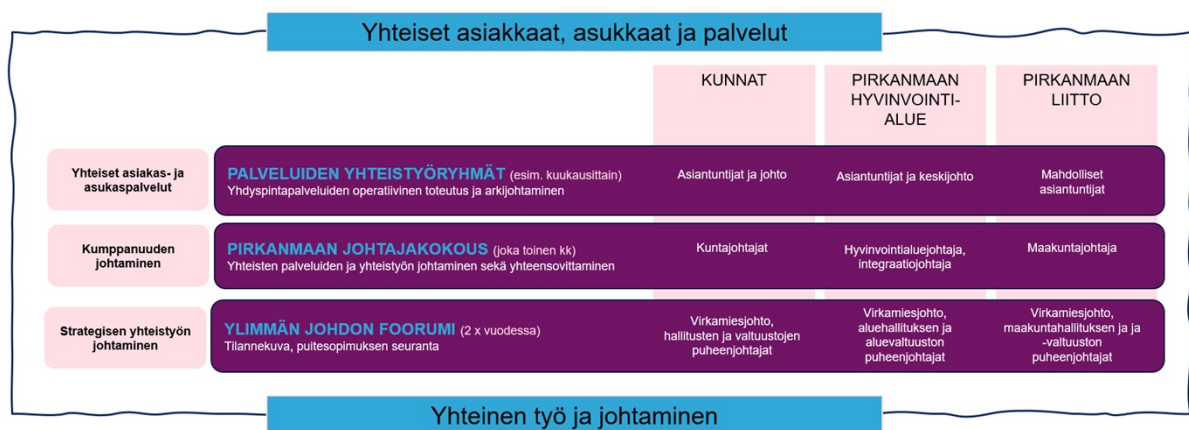 Yhteiset asiakkaat, asukkaat ja palvelut
KUNNAT
PIRKANMAAN
HYVINVOINTI-
ALUE
PIRKANMAAN
LIITTO
Yhteiset asiakas- ja
asukaspalvelut
PALVELUIDEN YHTEISTYÖRYHMÄT (esim. kuukausittain)
Yhdyspintapalveluiden operatiivinen toteutus ja arkijohtaminen
Asiantuntijat ja johto
Asiantuntijat ja keskijohto
Mahdolliset
asiantuntijat
Kumppanuuden
johtaminen
PIRKANMAAN JOHTAJAKOKOUS (joka toinen kk)
Yhteisten palveluiden ja yhteistyön johtaminen sekä yhteensovittaminen
Kuntajohtajat
Hyvinvointialuejohtaja,
integraatiojohtaja
Maakuntajohtaja
Strategisen yhteistyön
johtaminen
YLIMMÄN JOHDON FOORUMI (2 x vuodessa)
Tilannekuva, puitesopimuksen seuranta
Virkamiesjohto,
hallitusten ja valtuustojen
puheenjohtajat
Virkamiesjohto,
aluehallituksen ja
aluevaltuuston
puheenjohtajat
Virkamiesjohto,
maakuntahallituksen ja ja
-valtuuston
puheenjohtajat
Yhteinen työ ja johtaminen